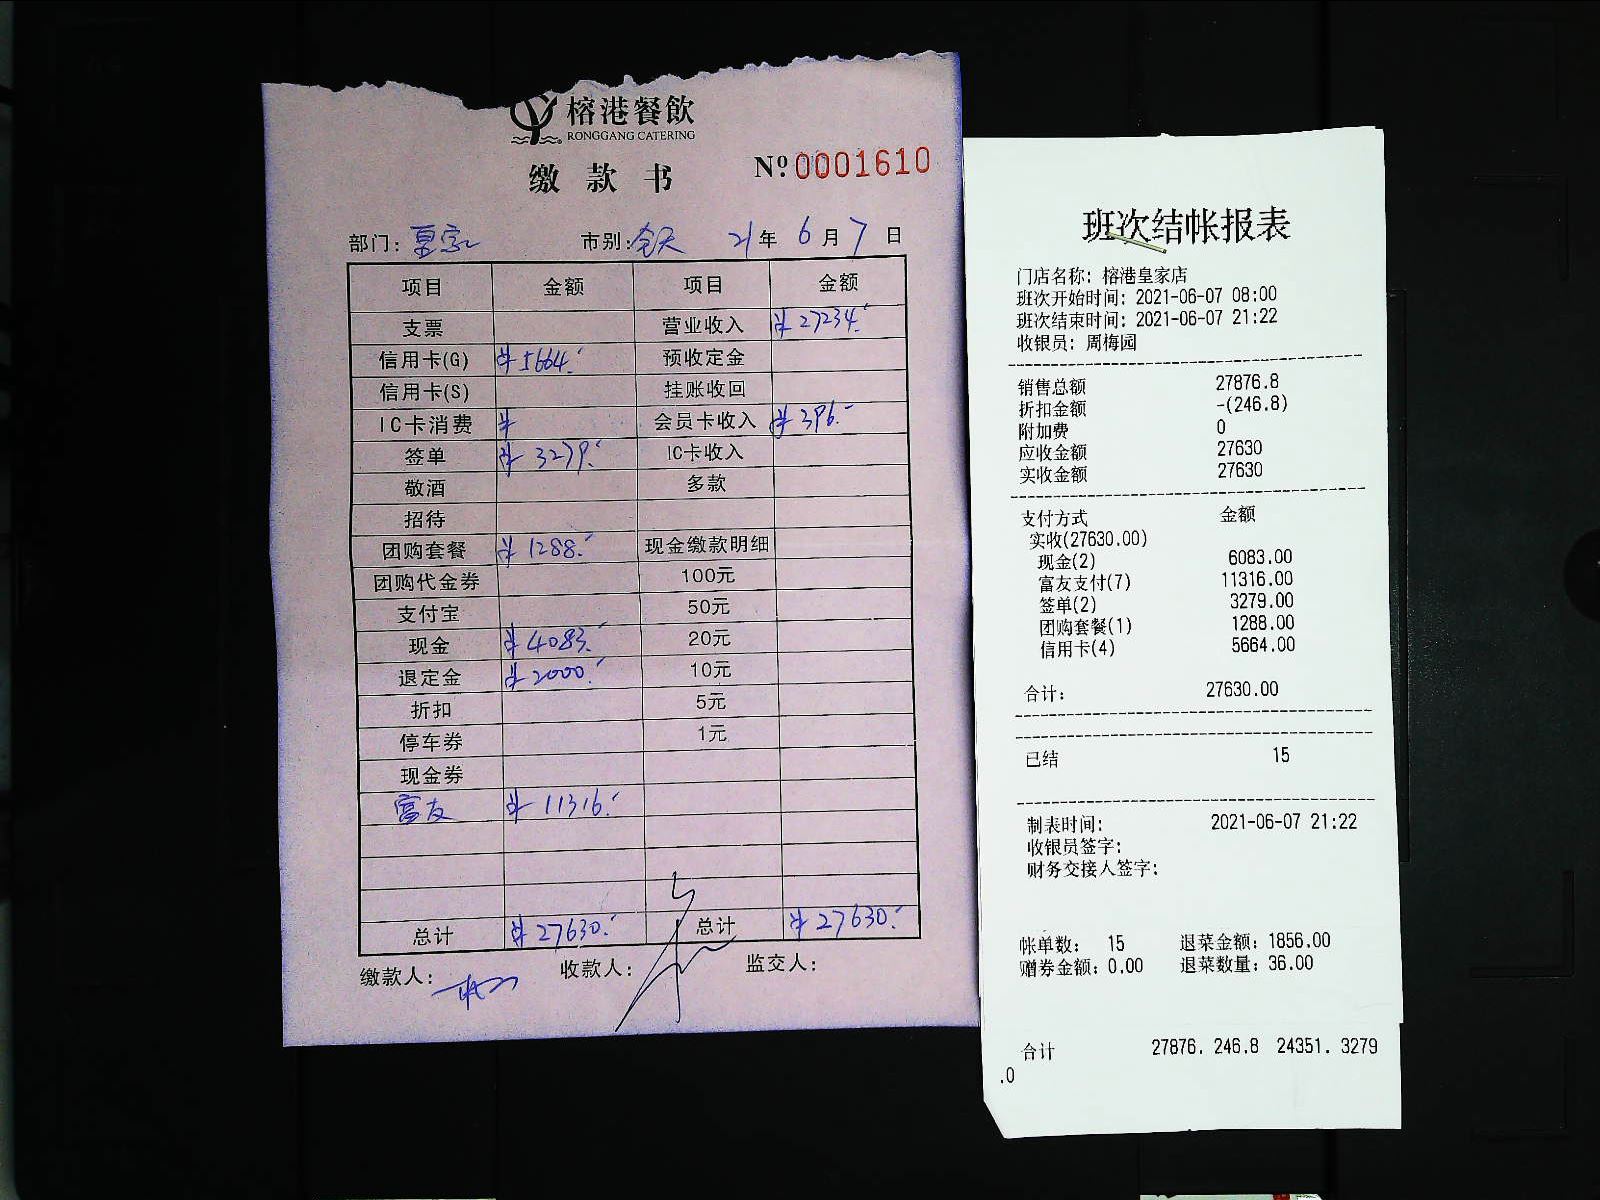 榕港餐飲
RONGGANG CATERING
缴款书
Nº 0001610
部门: 皇家 市别: 全天 21年 6月 7日
项目 金额 项目 金额
支票 营业收入 ¥27234.-
信用卡(G) ¥5664.- 预收定金
信用卡(S) 挂账收回
IC卡消费 ¥ 会员卡收入 ¥396.-
签单 ¥3279.- IC卡收入
敬酒 多款
招待
团购套餐 ¥1288.- 现金缴款明细
团购代金券 100元
支付宝 50元
现金 ¥4083.- 20元
退定金 ¥2000.- 10元
折扣 5元
停车券 1元
现金券
富友 ¥11316.-
总计 ¥27630.- 总计 ¥27630.-
缴款人: 收款人: 监交人:
班次结帐报表
门店名称: 榕港皇家店
班次开始时间: 2021-06-07 08:00
班次结束时间: 2021-06-07 21:22
收银员: 周梅园
销售总额 27876.8
折扣金额 -(246.8)
附加费 0
应收金额 27630
实收金额 27630
支付方式 金额
实收(27630.00)
现金(2) 6083.00
富友支付(7) 11316.00
签单(2) 3279.00
团购套餐(1) 1288.00
信用卡(4) 5664.00
合计: 27630.00
已结 15
制表时间: 2021-06-07 21:22
收银员签字:
财务交接人签字:
帐单数: 15 退菜金额: 1856.00
赠券金额: 0.00 退菜数量: 36.00
合计 27876. 246.8 24351. 3279
.0